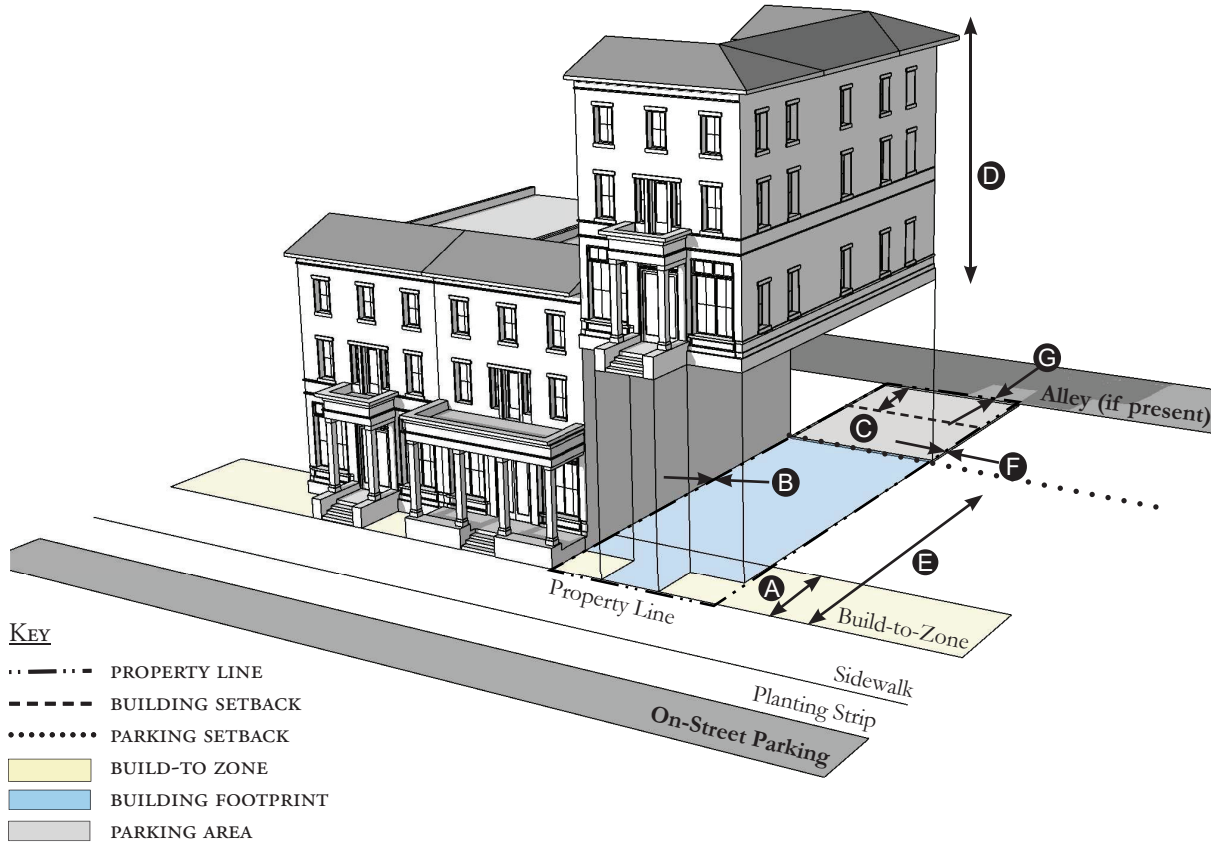 D
G
Alley (if present)
C
F
B
E
A
Property Line
Build-to-Zone
Sidewalk
Planting Strip
On-Street Parking
KEY
PROPERTY LINE
BUILDING SETBACK
PARKING SETBACK
BUILD-TO ZONE
BUILDING FOOTPRINT
PARKING AREA